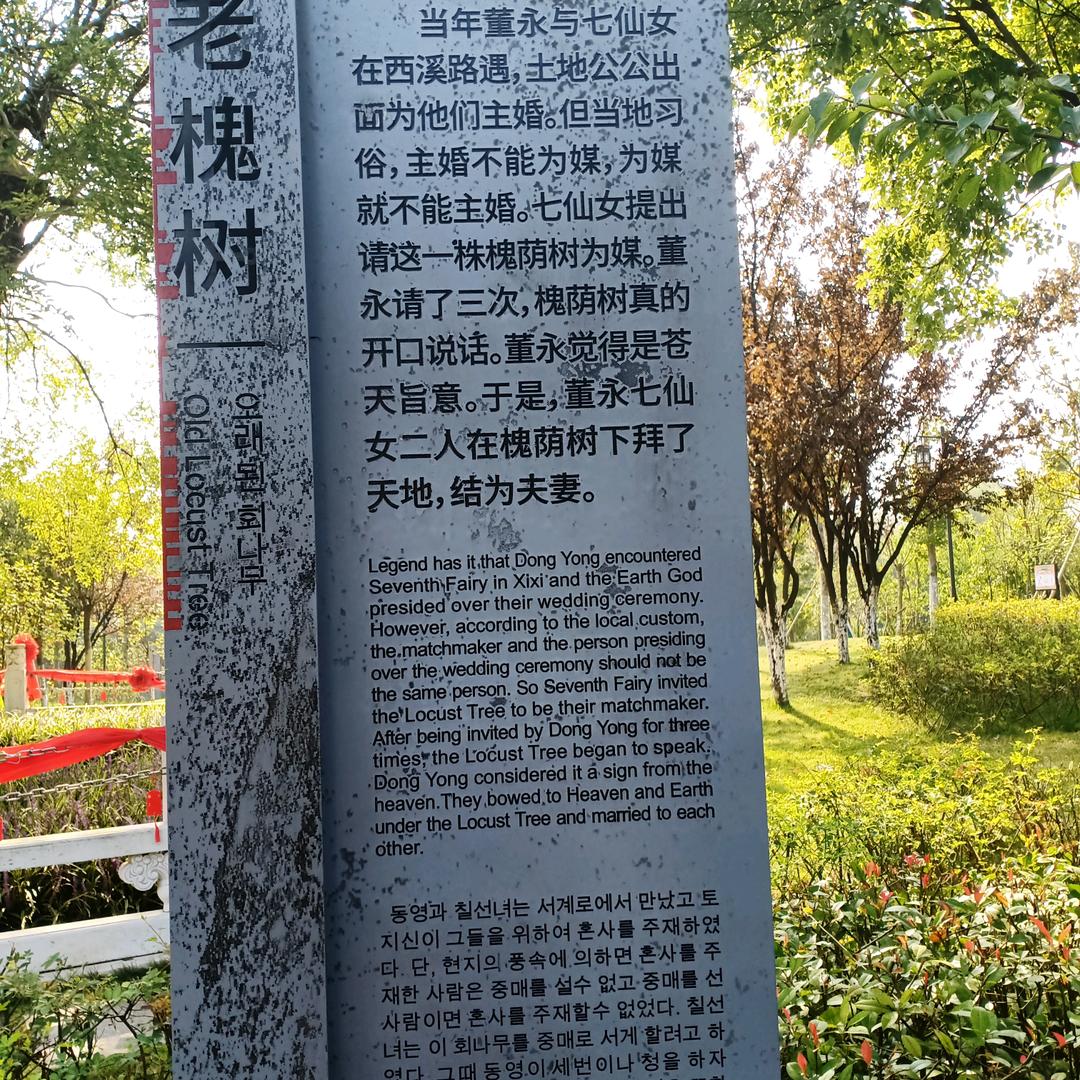 老槐树
오래된 회나무
Old Locust Tree
当年董永与七仙女
在西溪路遇，土地公公出
面为他们主婚。但当地习
俗，主婚不能为媒，为媒
就不能主婚。七仙女提出
请这一株槐荫树为媒。董
永请了三次，槐荫树真的
开口说话。董永觉得是苍
天旨意。于是，董永七仙
女二人在槐荫树下拜了
天地，结为夫妻。
Legend has it that Dong Yong encountered
Seventh Fairy in Xixi and the Earth God
presided over their wedding ceremony.
However, according to the local custom,
the matchmaker and the person presiding
over the wedding ceremony should not be
the same person. So Seventh Fairy invited
the Locust Tree to be their matchmaker.
After being invited by Dong Yong for three
times, the Locust Tree began to speak.
Dong Yong considered it a sign from the
heaven.They bowed to Heaven and Earth
under the Locust Tree and married to each
other.
동영과 칠선녀는 서계로에서 만났고 토
지신이 그들을 위하여 혼사를 주재하였
다. 단, 현지의 풍속에 의하면 혼사를 주
재한 사람은 중매를 설수 없고 중매를 선
사람이면 혼사를 주재할수 없었다. 칠선
녀는 이 회나무를 중매로 서게 할려고 하
였다. 그때 동영이 세번이나 청을 하자